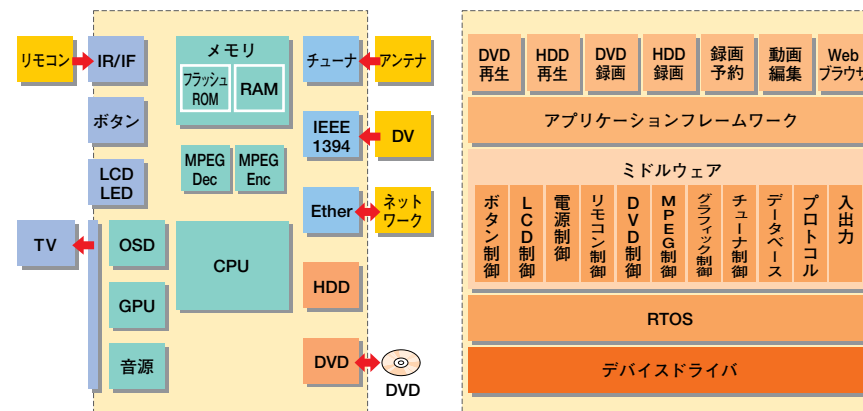 リモコン
IR/IF
ボタン
LCD
LED
TV
OSD
GPU
音源
メモリ
フラッシュ
ROM
RAM
MPEG
Dec
MPEG
Enc
CPU
チューナ
アンテナ
IEEE
1394
DV
Ether
ネット
ワーク
HDD
DVD
DVD
DVD
再生
HDD
再生
DVD
録画
HDD
録画
録画
予約
動画
編集
Web
ブラウザ
アプリケーションフレームワーク
ミドルウェア
ボタン制御
LCD制御
電源制御
リモコン制御
DVD制御
MPEG制御
グラフィック制御
チューナ制御
データベース
プロトコル
入出力
RTOS
デバイスドライバ